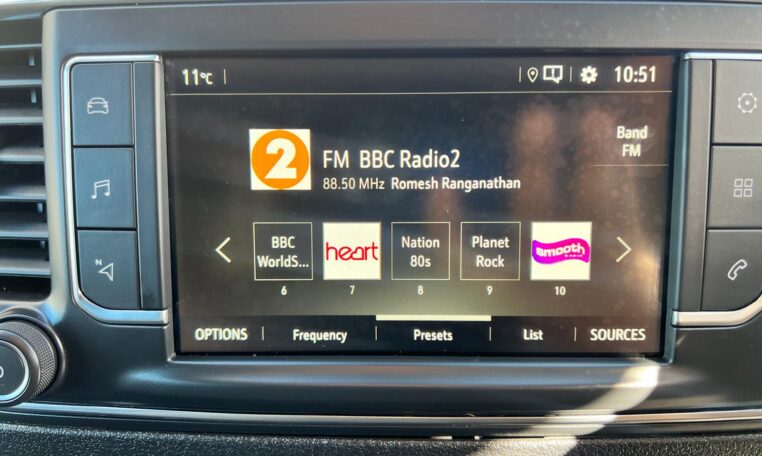 11°C
10:51
2
FM BBC Radio2
88.50 MHz Romesh Ranganathan
Band
FM
BBC
WorldS...
heart
Nation
80s
Planet
Rock
smooth
RADIO
6
7
8
9
10
OPTIONS
Frequency
Presets
List
SOURCES
N